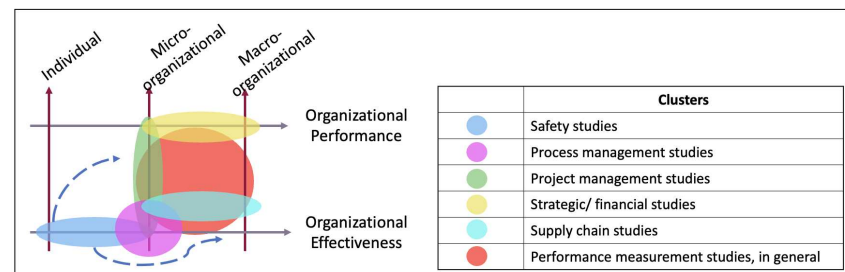 Individual
Micro-
organizational
Macro-
organizational
Organizational
Performance
Organizational
Effectiveness
Clusters
Safety studies
Process management studies
Project management studies
Strategic/ financial studies
Supply chain studies
Performance measurement studies, in general